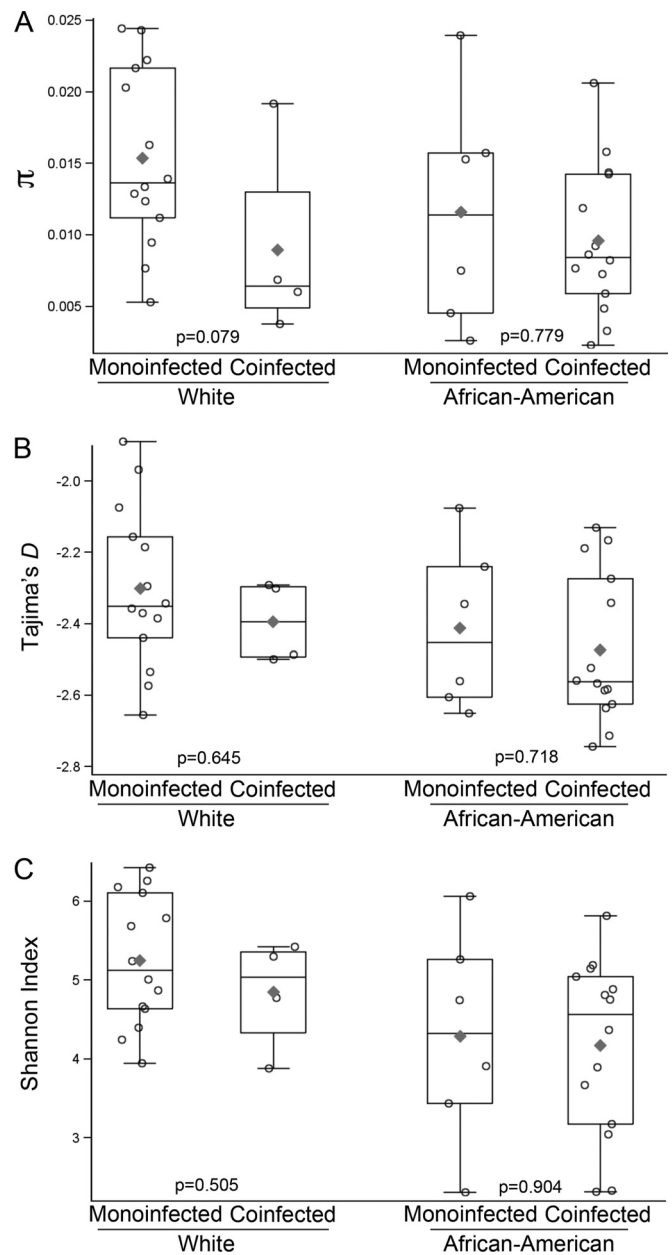 A
0.025
0.020
0.015
0.010
0.005
π
p=0.079
p=0.779
Monoinfected Coinfected
Monoinfected Coinfected
White
African-American
B
-2.0
-2.2
-2.4
-2.6
-2.8
Tajima's D
p=0.645
p=0.718
Monoinfected Coinfected
Monoinfected Coinfected
White
African-American
C
6
5
4
3
Shannon Index
p=0.505
p=0.904
Monoinfected Coinfected
Monoinfected Coinfected
White
African-American